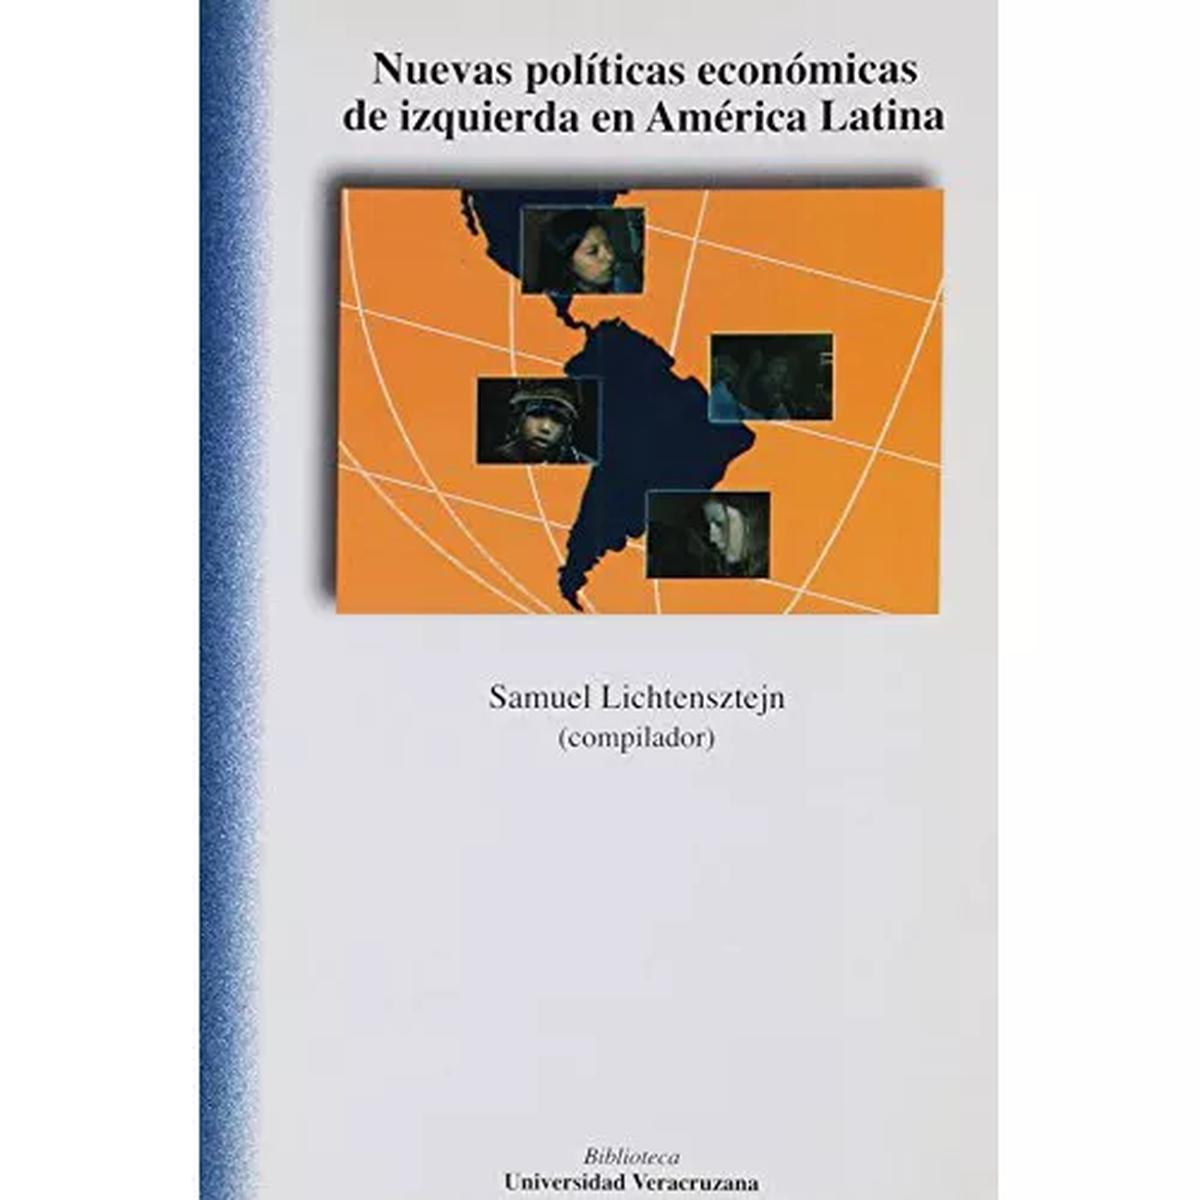 Nuevas políticas económicas
de izquierda en América Latina
Samuel Lichtensztejn
(compilador)
Biblioteca
Universidad Veracruzana